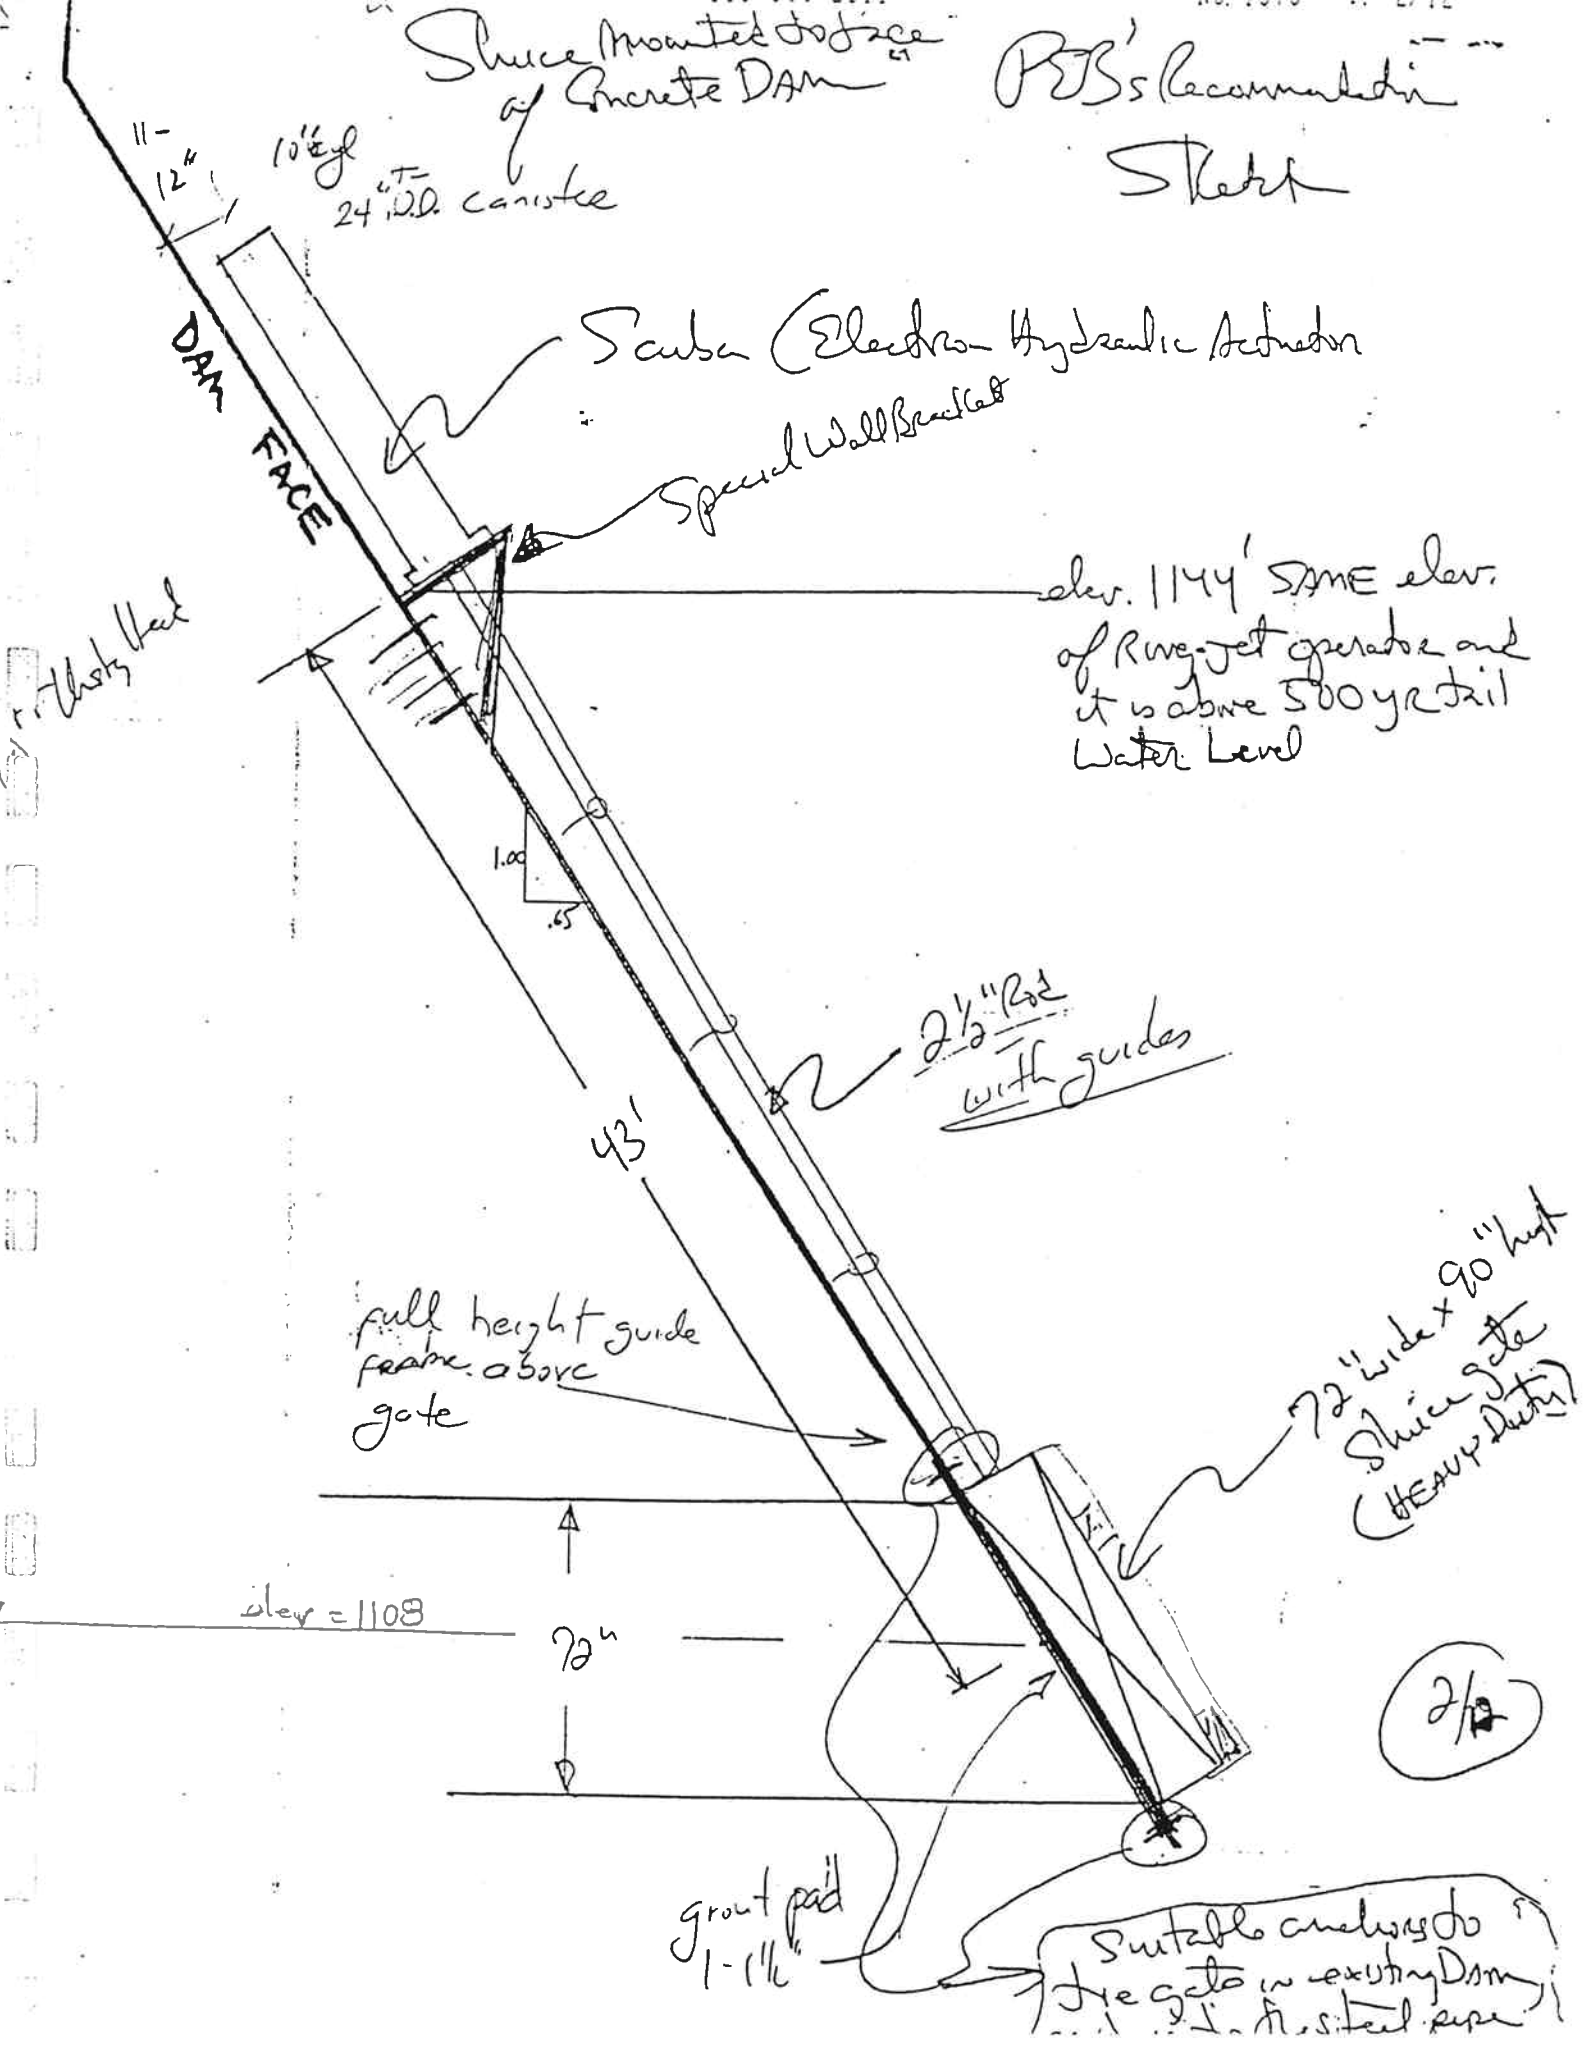 Sluice Mounted to face
of Concrete DAM
PEB's Recommendation
Sketch
11-
12"
10" cyl
24" O.D. canister
DAM FACE
Scuba (Electro-Hydraulic Actuator
Special Wall Bracket
elev. 1144' SAME elev.
of Ring-jet operator and
it is above 500 yr tail
Water Level
1.00
.65
2½" Rod
with guides
43'
full height guide
frame above
gate
72" wide x 90" high
Sluice gate
(HEAVY Duty)
elev = 1108
72"
2/12
grout pad
1-1½"
Suitable anchors to
tie gate in existing Dam
steel pipe